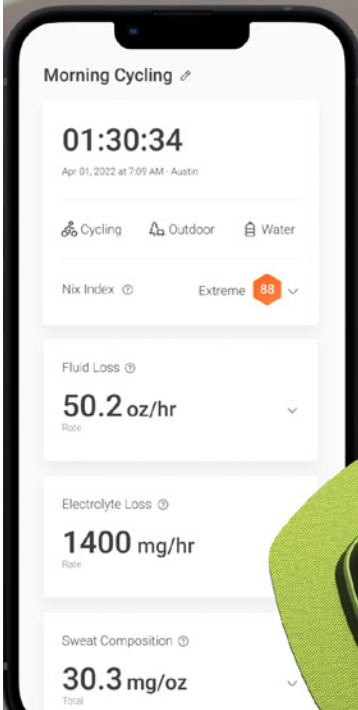 Morning Cycling
01:30:34
Apr 01, 2022 at 7:09 AM - Austin
Cycling Outdoor Water
Nix Index Extreme 88
Fluid Loss
50.2 oz/hr
Rate
Electrolyte Loss
1400 mg/hr
Rate
Sweat Composition
30.3 mg/oz
Total